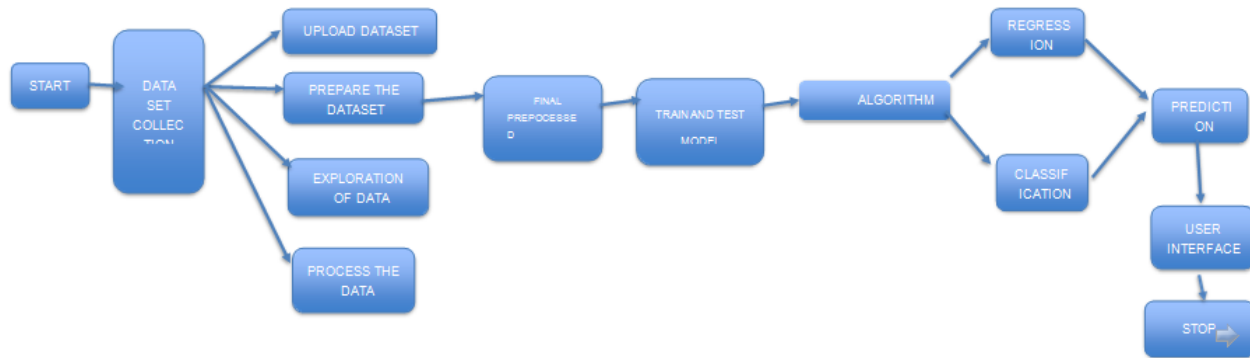 START
DATA
SET
COLLEC
TION
UPLOAD DATASET
PREPARE THE
DATASET
EXPLORATION
OF DATA
PROCESS THE
DATA
FINAL
PREPOCESSE
D
TRAIN AND TEST
MODEL
ALGORITHM
REGRESS
ION
CLASSIF
ICATION
PREDICTI
ON
USER
INTERFACE
STOP